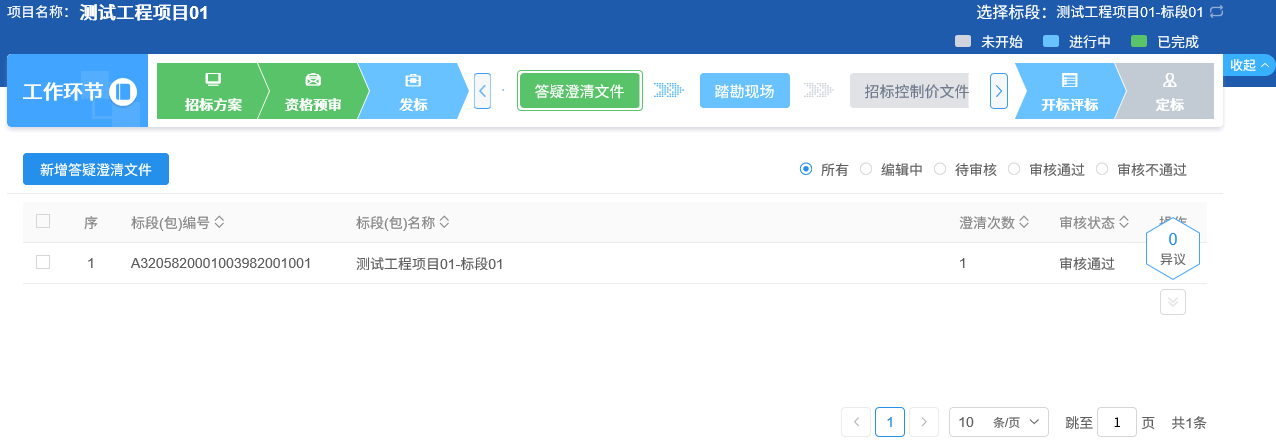 项目名称： 测试工程项目01
选择标段： 测试工程项目01-标段01
未开始 进行中 已完成
收起
工作环节
招标方案 资格预审 发标 答疑澄清文件 踏勘现场 招标控制价文件 开标评标 定标
新增答疑澄清文件
所有 编辑中 待审核 审核通过 审核不通过
序 标段(包)编号 标段(包)名称 澄清次数 审核状态 操作
1 A3205820001003982001001 测试工程项目01-标段01 1 审核通过
0
异议
1 10 条/页 跳至 1 页 共1条